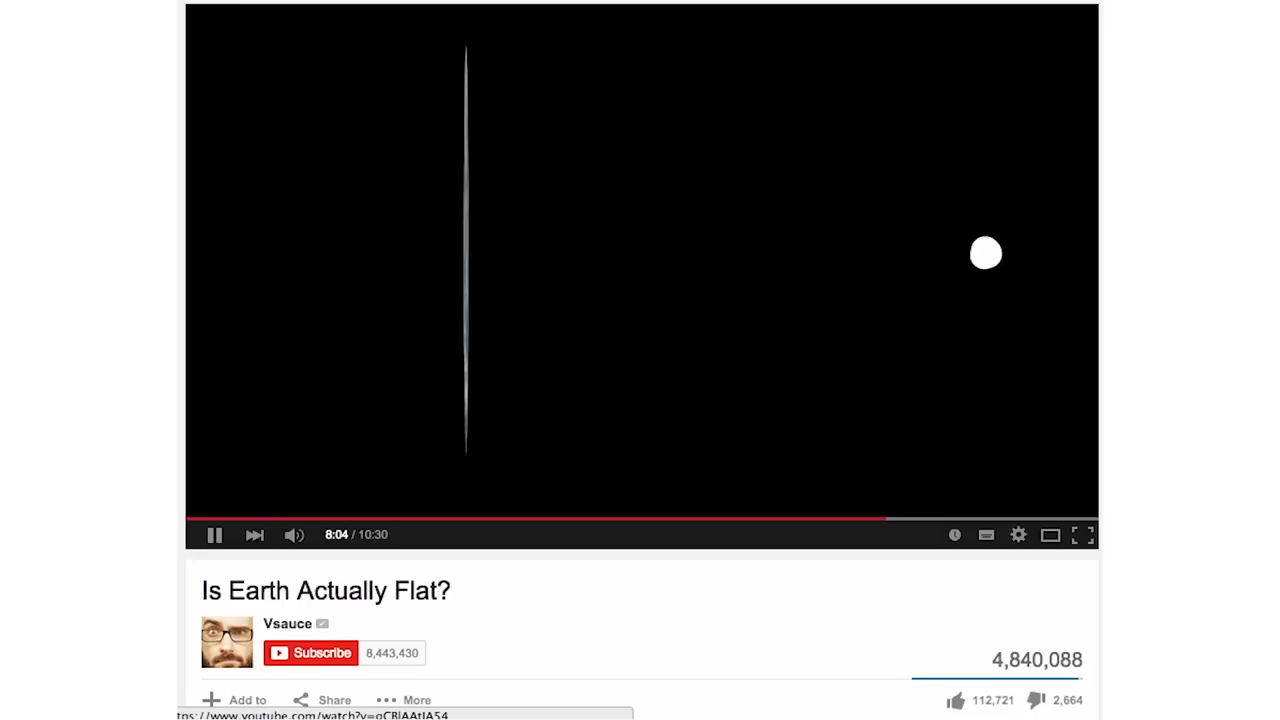 8:04 / 10:30
Is Earth Actually Flat?
Vsauce
Subscribe 8,443,430
4,840,088
Add to Share More 112,721 2,664